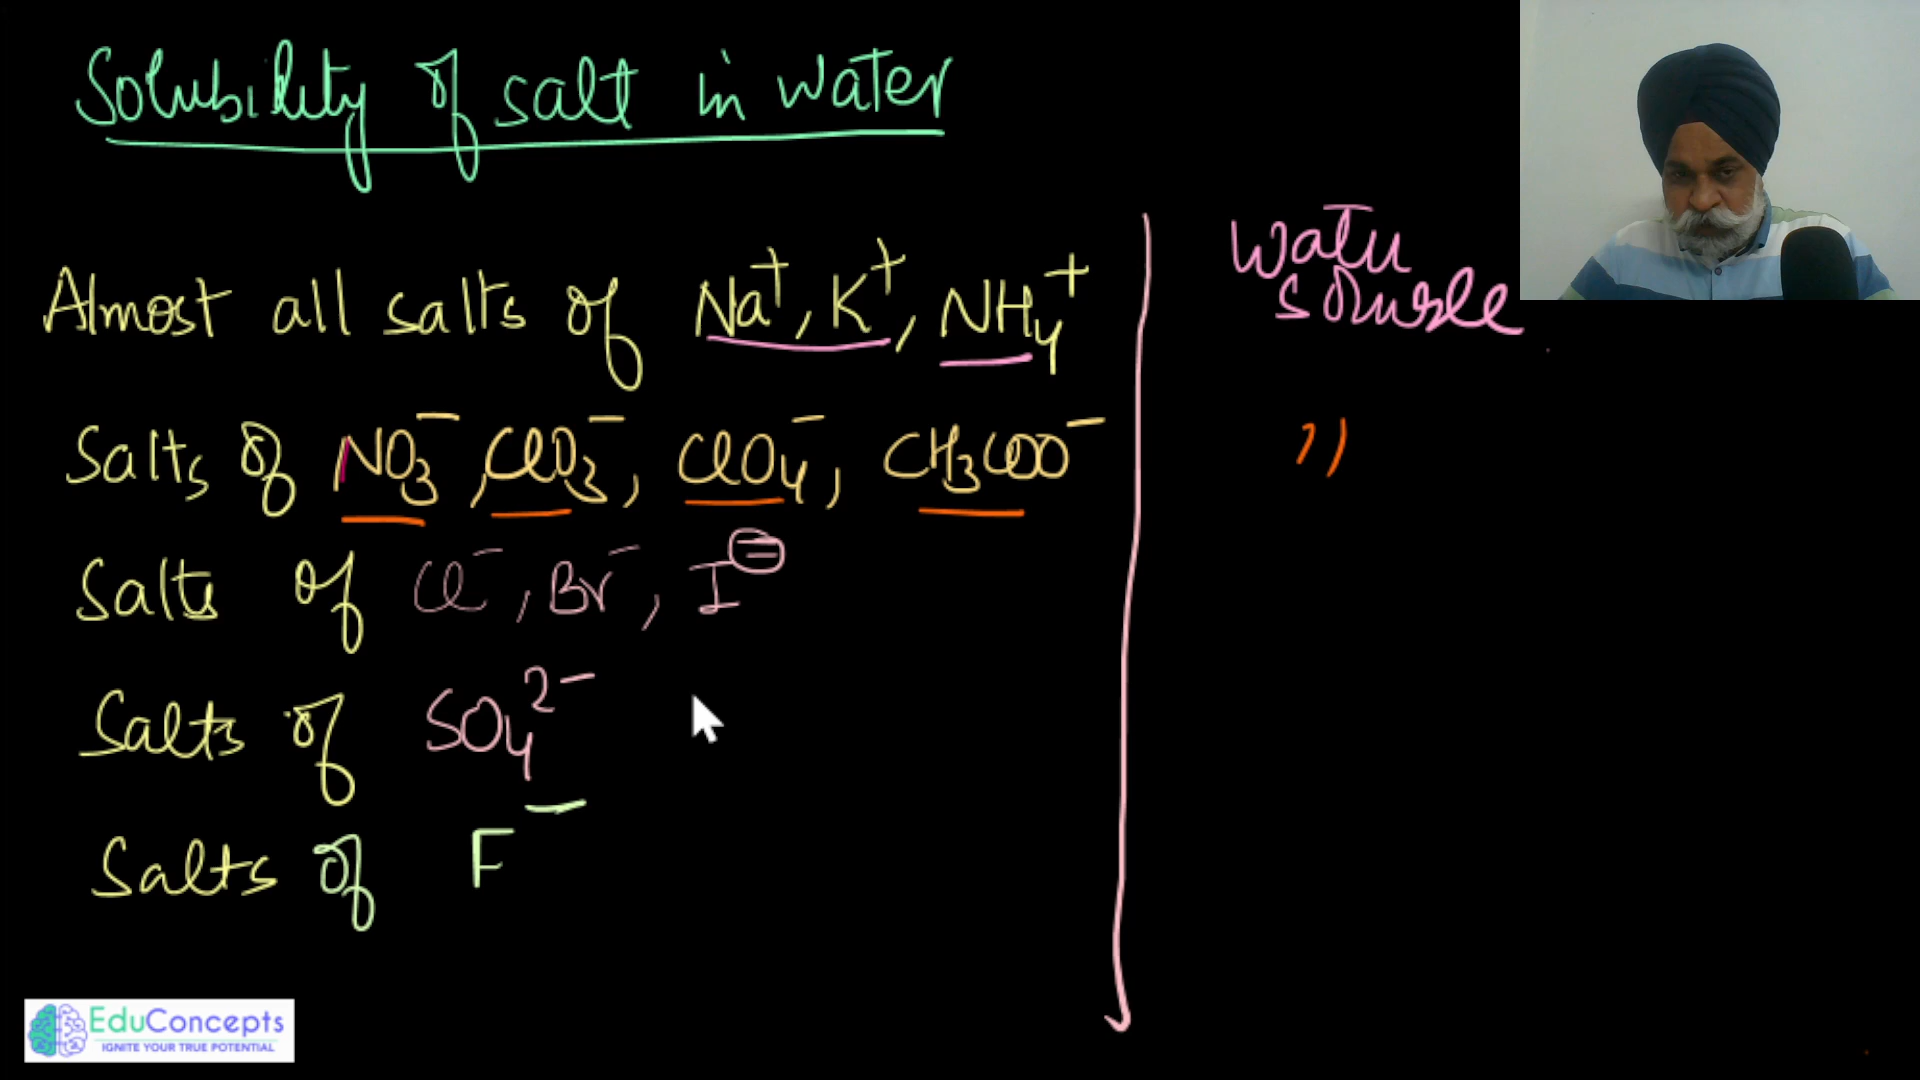 Solubility of salt in water
Almost all salts of Na⁺, K⁺, NH₄⁺
Water
soluble
Salts of NO₃⁻, ClO₃⁻, ClO₄⁻, CH₃COO⁻
"
Salts of Cl⁻, Br⁻, I⁻
Salts of SO₄²⁻
Salts of F⁻
EduConcepts
IGNITE YOUR TRUE POTENTIAL